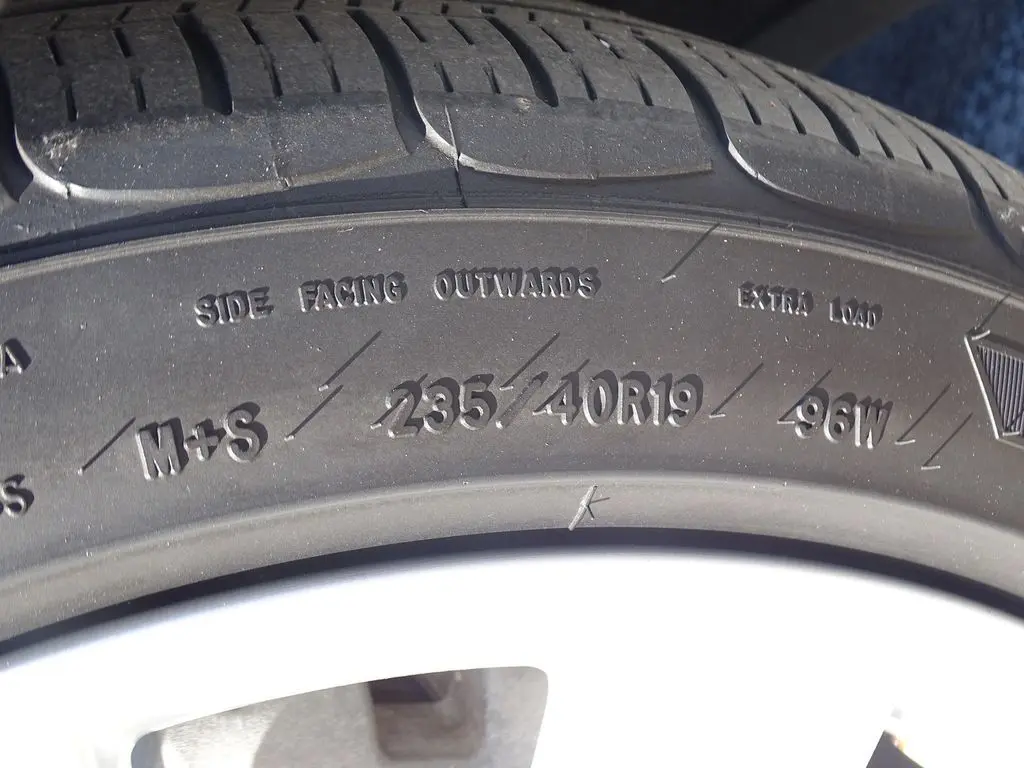 SIDE FACING OUTWARDS
EXTRA LOAD
M+S 235/40R19 96W